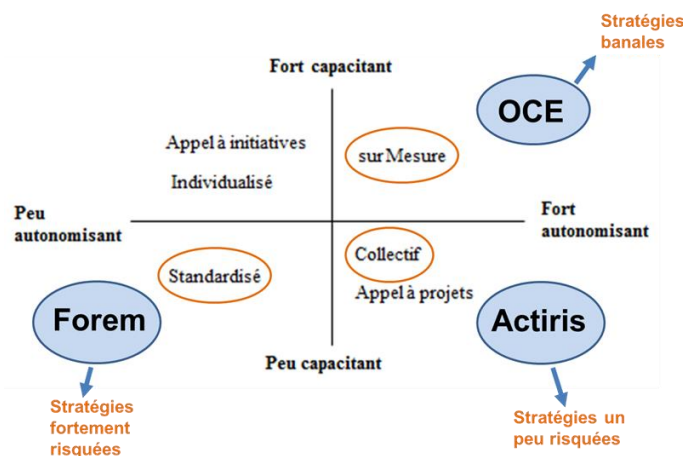 Stratégies
banales
Fort capacitant
OCE
Appel à initiatives
sur Mesure
Individualisé
Peu
autonomisant
Fort
autonomisant
Collectif
Standardisé
Appel à projets
Forem
Actiris
Peu capacitant
Stratégies
fortement
risquées
Stratégies un
peu risquées